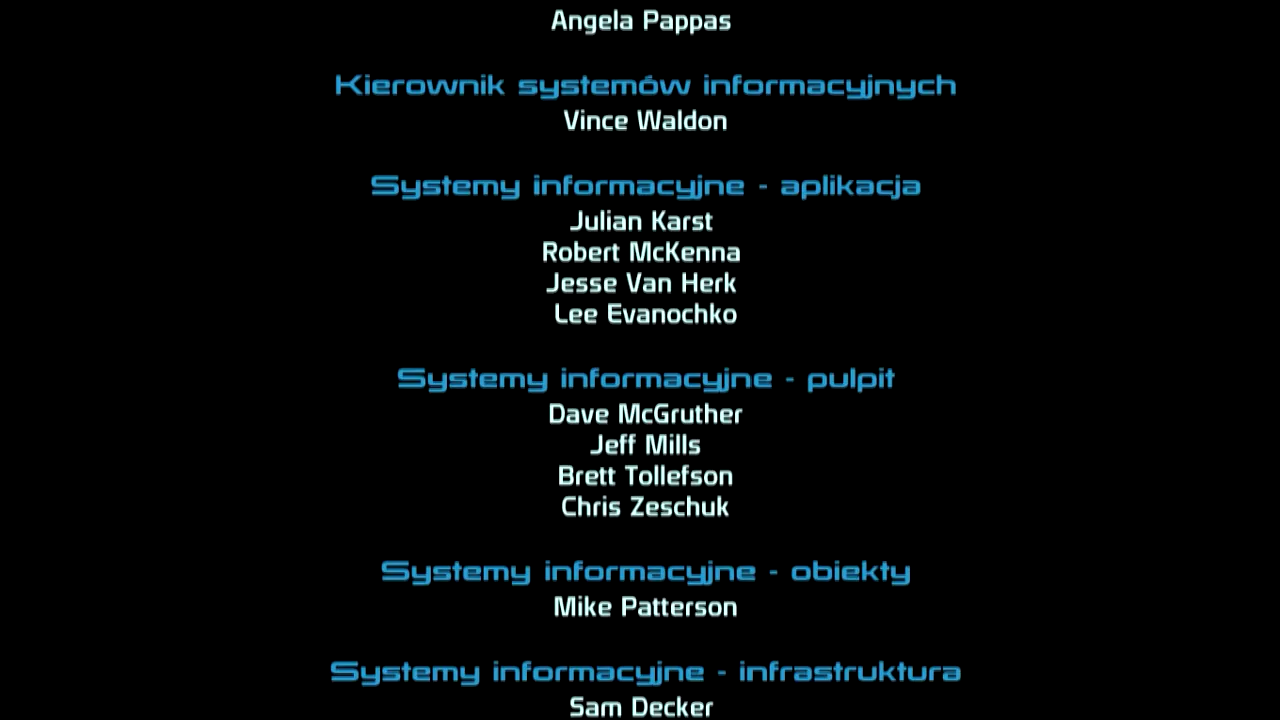 Angela Pappas
Kierownik systemów informacyjnych
Vince Waldon
Systemy informacyjne - aplikacja
Julian Karst
Robert McKenna
Jesse Van Herk
Lee Evanochko
Systemy informacyjne - pulpit
Dave McGruther
Jeff Mills
Brett Tollefson
Chris Zeschuk
Systemy informacyjne - obiekty
Mike Patterson
Systemy informacyjne - infrastruktura
Sam Decker